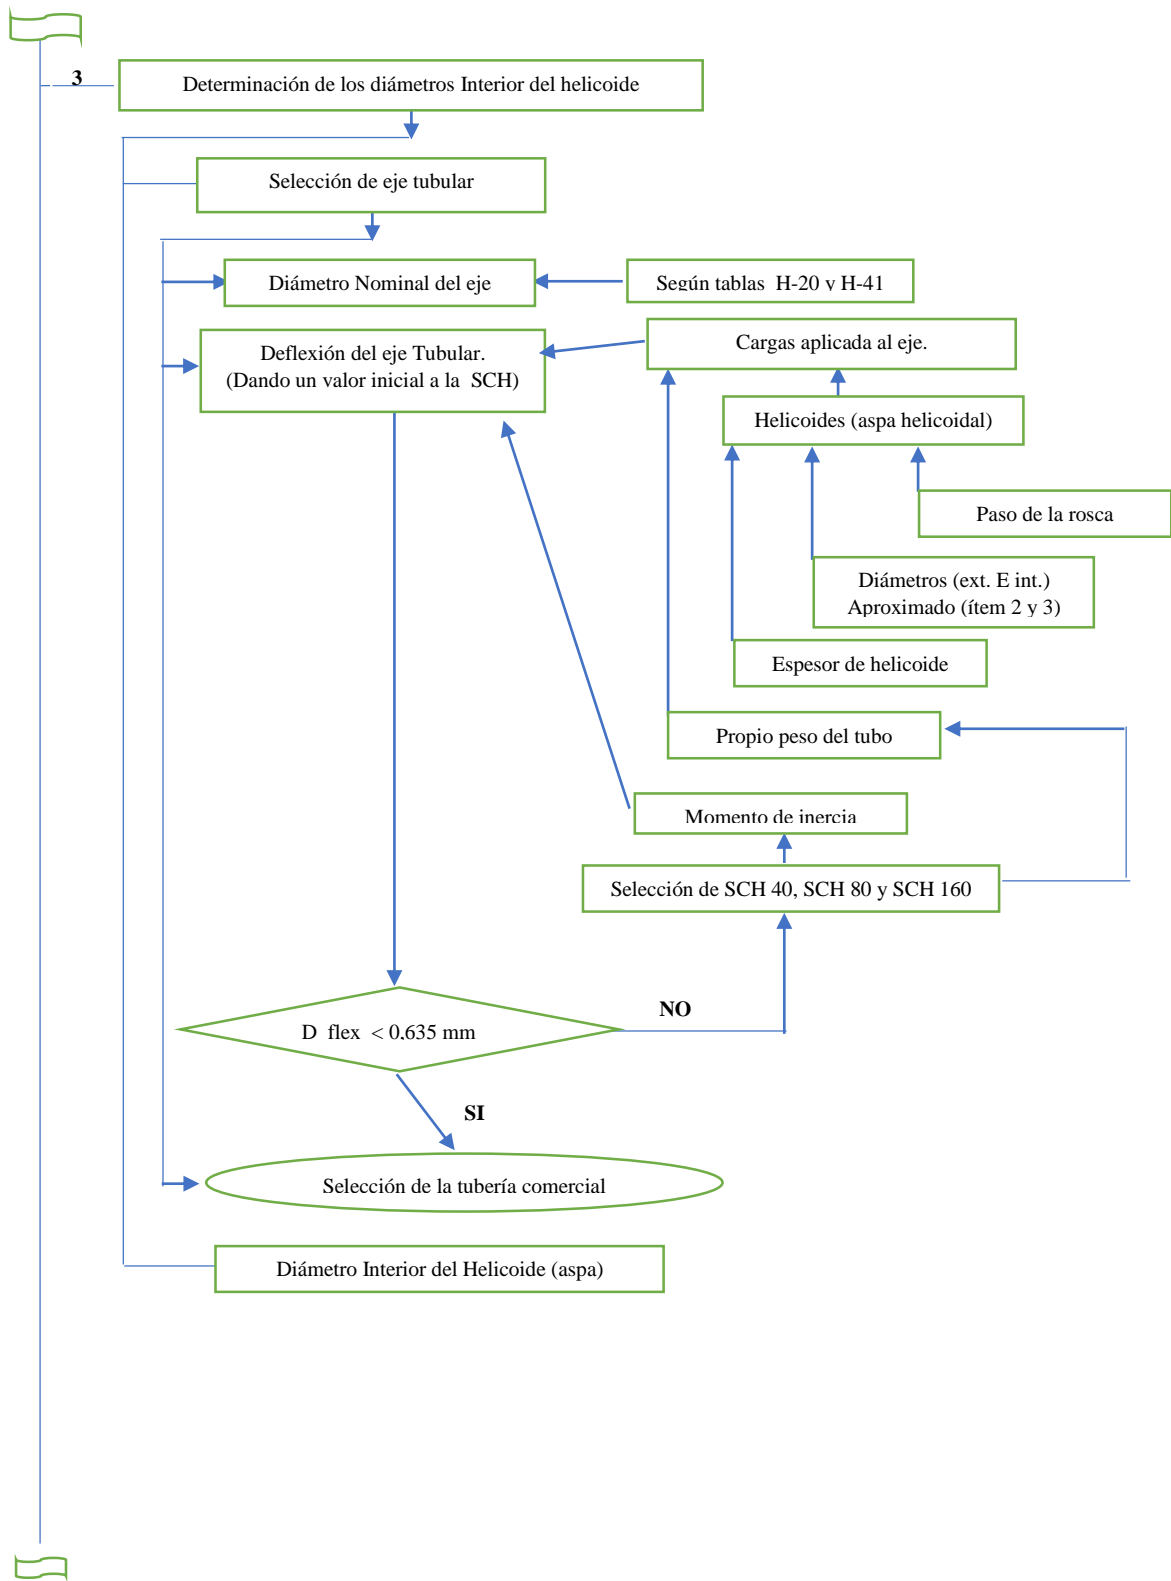 3
Determinación de los diámetros Interior del helicoide
Selección de eje tubular
Diámetro Nominal del eje
Según tablas H-20 y H-41
Deflexión del eje Tubular.
(Dando un valor inicial a la SCH)
Cargas aplicada al eje.
Helicoides (aspa helicoidal)
Paso de la rosca
Diámetros (ext. E int.)
Aproximado (ítem 2 y 3)
Espesor de helicoide
Propio peso del tubo
Momento de inercia
Selección de SCH 40, SCH 80 y SCH 160
D flex < 0,635 mm
NO
SI
Selección de la tubería comercial
Diámetro Interior del Helicoide (aspa)